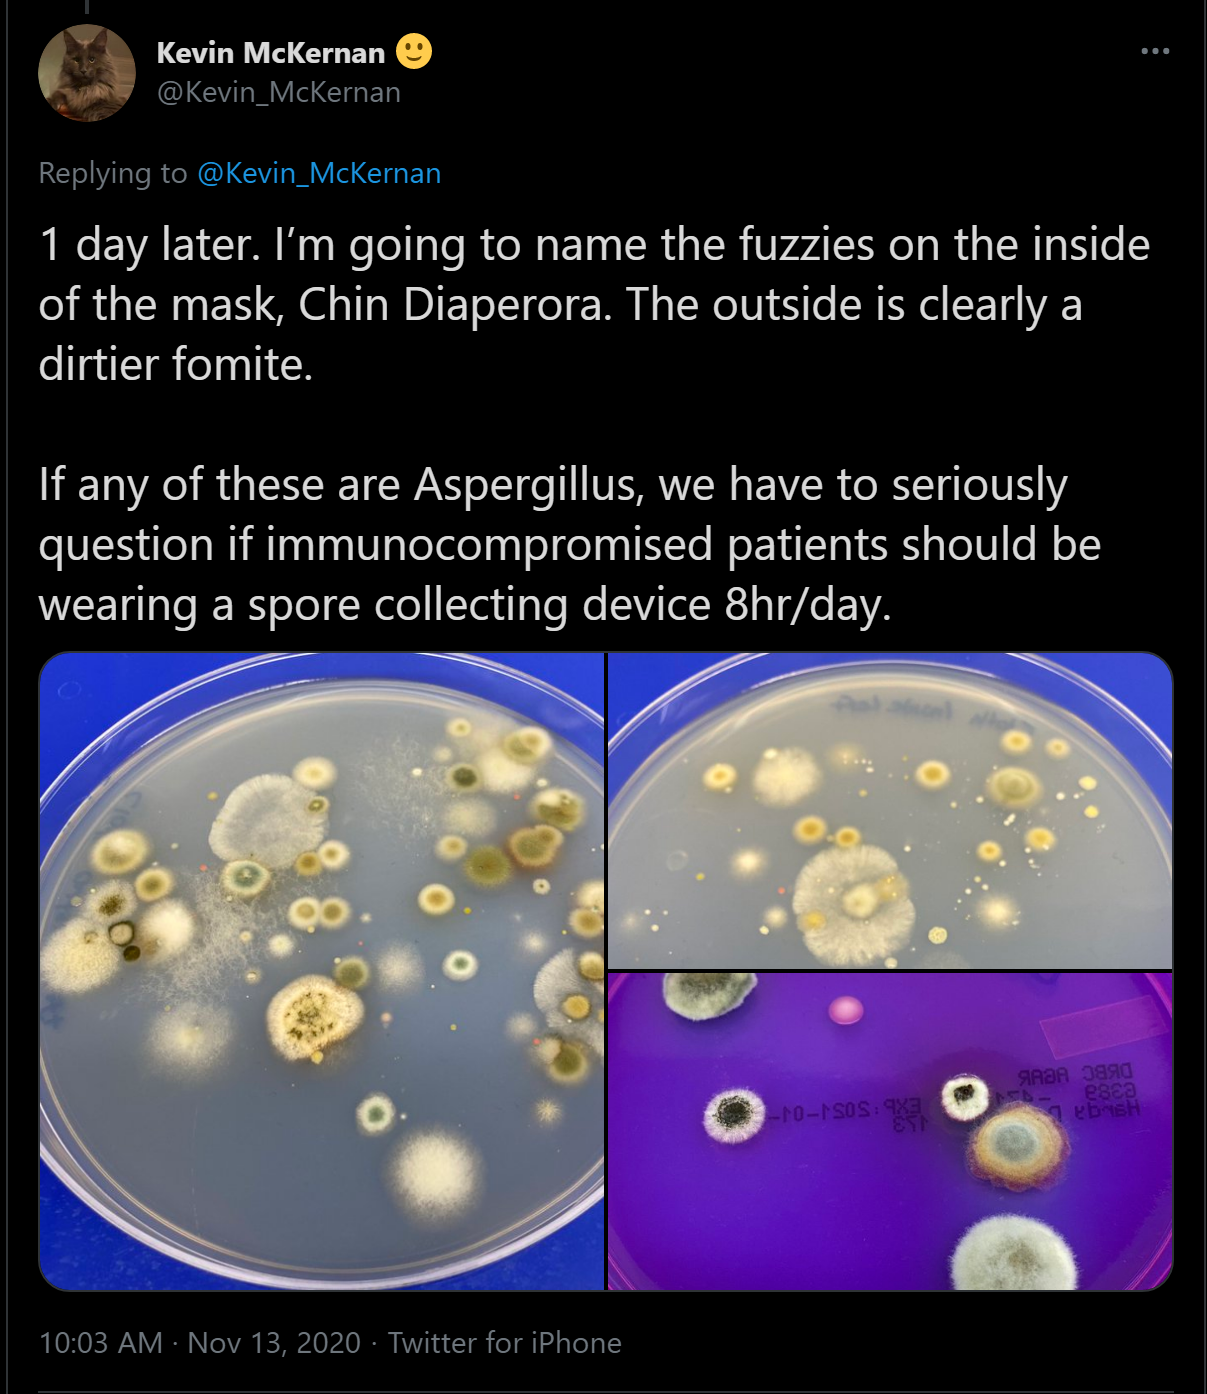 Kevin McKernan
@Kevin_McKernan
Replying to @Kevin_McKernan
1 day later. I’m going to name the fuzzies on the inside
of the mask, Chin Diaperora. The outside is clearly a
dirtier fomite.
If any of these are Aspergillus, we have to seriously
question if immunocompromised patients should be
wearing a spore collecting device 8hr/day.
DRBC AGAR
G389
Hardy
EXP:2021-01-
173
10:03 AM · Nov 13, 2020 · Twitter for iPhone